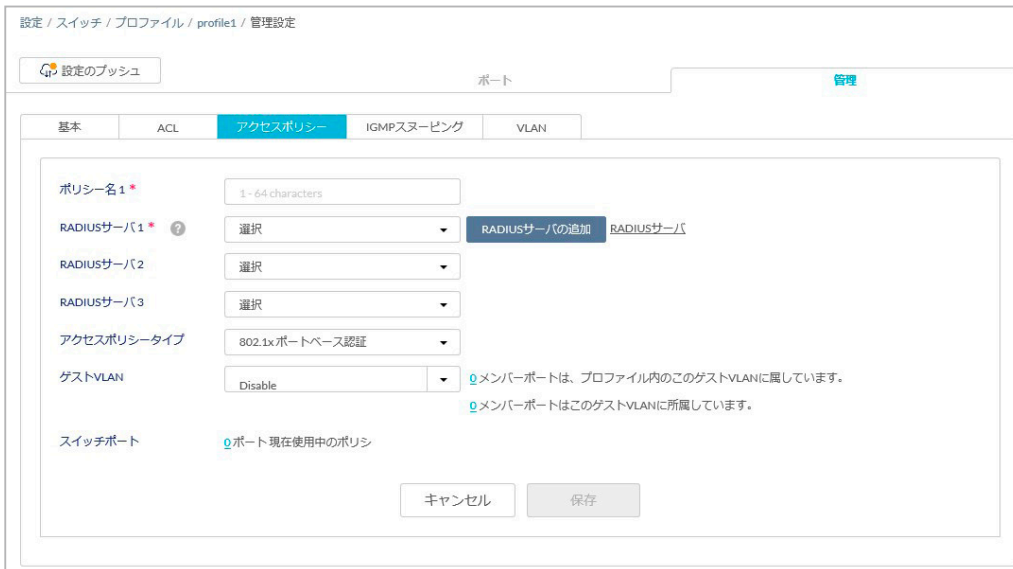 設定 / スイッチ / プロファイル / profile1 / 管理設定
設定のプッシュ
ポート
管理
基本
ACL
アクセスポリシー
IGMPスヌーピング
VLAN
ポリシー名1 *
1 - 64 characters
RADIUSサーバ1 * ?
選択
RADIUSサーバの追加
RADIUSサーバ
RADIUSサーバ2
選択
RADIUSサーバ3
選択
アクセスポリシータイプ
802.1xポートベース認証
ゲストVLAN
Disable
0メンバーポートは、プロファイル内のこのゲストVLANに属しています。
0メンバーポートはこのゲストVLANに所属しています。
スイッチポート
0ポート 現在使用中のポリシ
キャンセル
保存